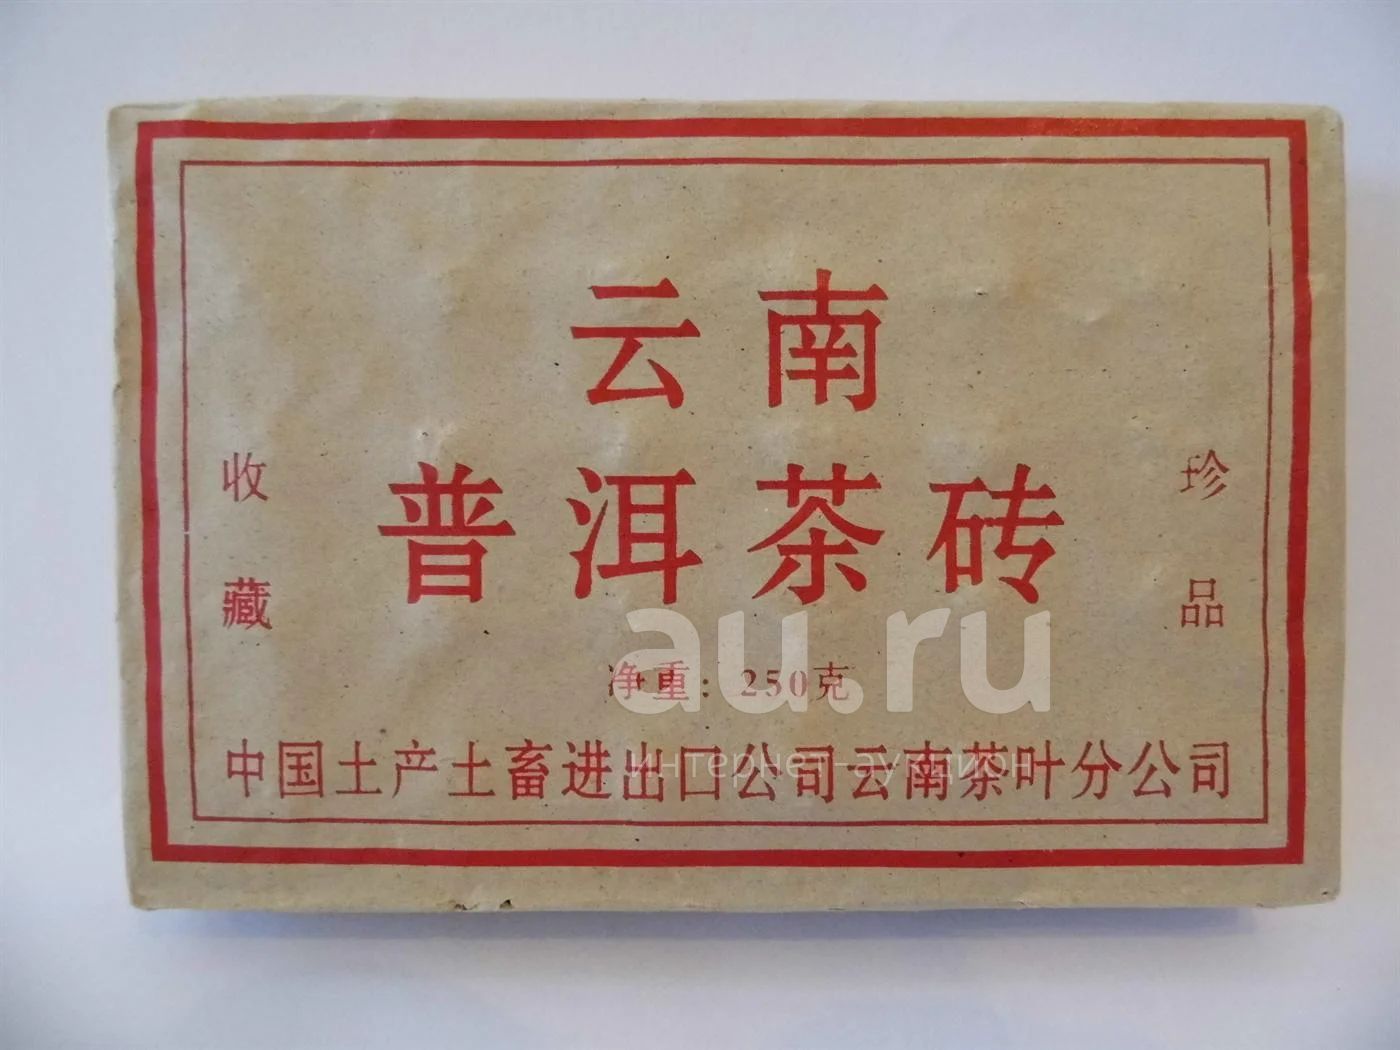 云南
普洱茶砖
收藏
珍品
净重：250克
中国土产土畜进出口公司云南茶叶分公司
au.ru
интернет-аукцион